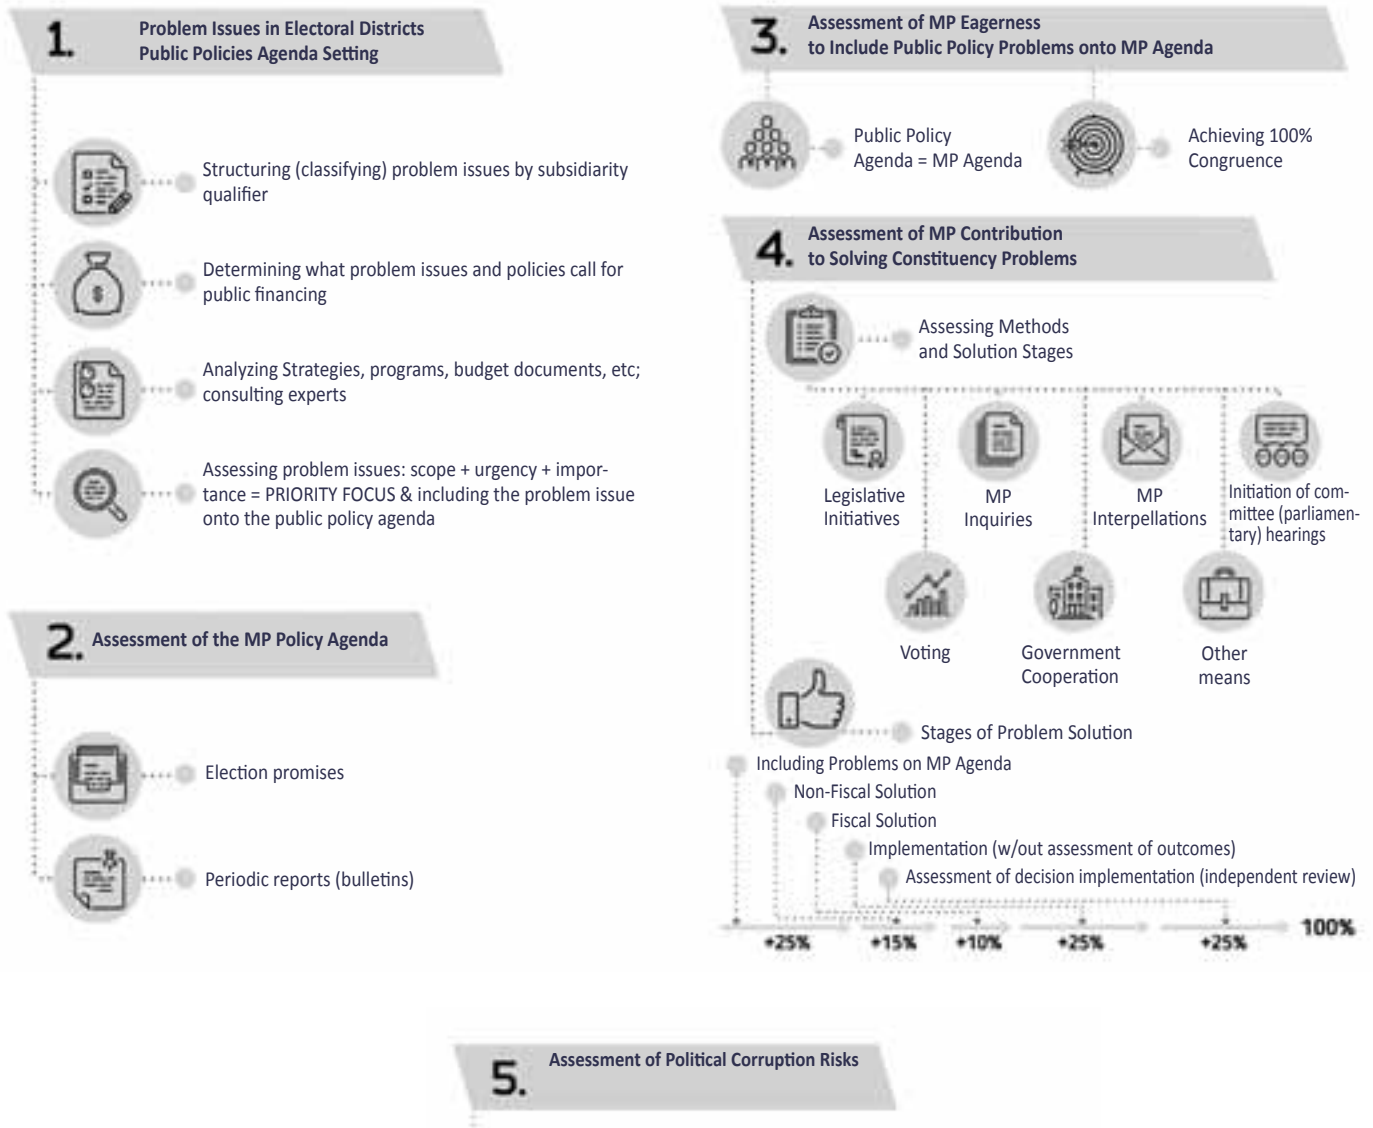 1.
Problem Issues in Electoral Districts
Public Policies Agenda Setting
Structuring (classifying) problem issues by subsidiarity
qualifier
Determining what problem issues and policies call for
public financing
Analyzing Strategies, programs, budget documents, etc;
consulting experts
Assessing problem issues: scope + urgency + impor-
tance = PRIORITY FOCUS & including the problem issue
onto the public policy agenda
2.
Assessment of the MP Policy Agenda
Election promises
Periodic reports (bulletins)
3.
Assessment of MP Eagerness
to Include Public Policy Problems onto MP Agenda
Public Policy
Agenda = MP Agenda
Achieving 100%
Congruence
4.
Assessment of MP Contribution
to Solving Constituency Problems
Assessing Methods
and Solution Stages
Legislative
Initiatives
MP
Inquiries
MP
Interpellations
Initiation of com-
mittee (parliamen-
tary) hearings
Voting
Government
Cooperation
Other
means
Stages of Problem Solution
Including Problems on MP Agenda
Non-Fiscal Solution
Fiscal Solution
Implementation (w/out assessment of outcomes)
Assessment of decision implementation (independent review)
+25%
+15%
+10%
+25%
+25%
100%
5.
Assessment of Political Corruption Risks